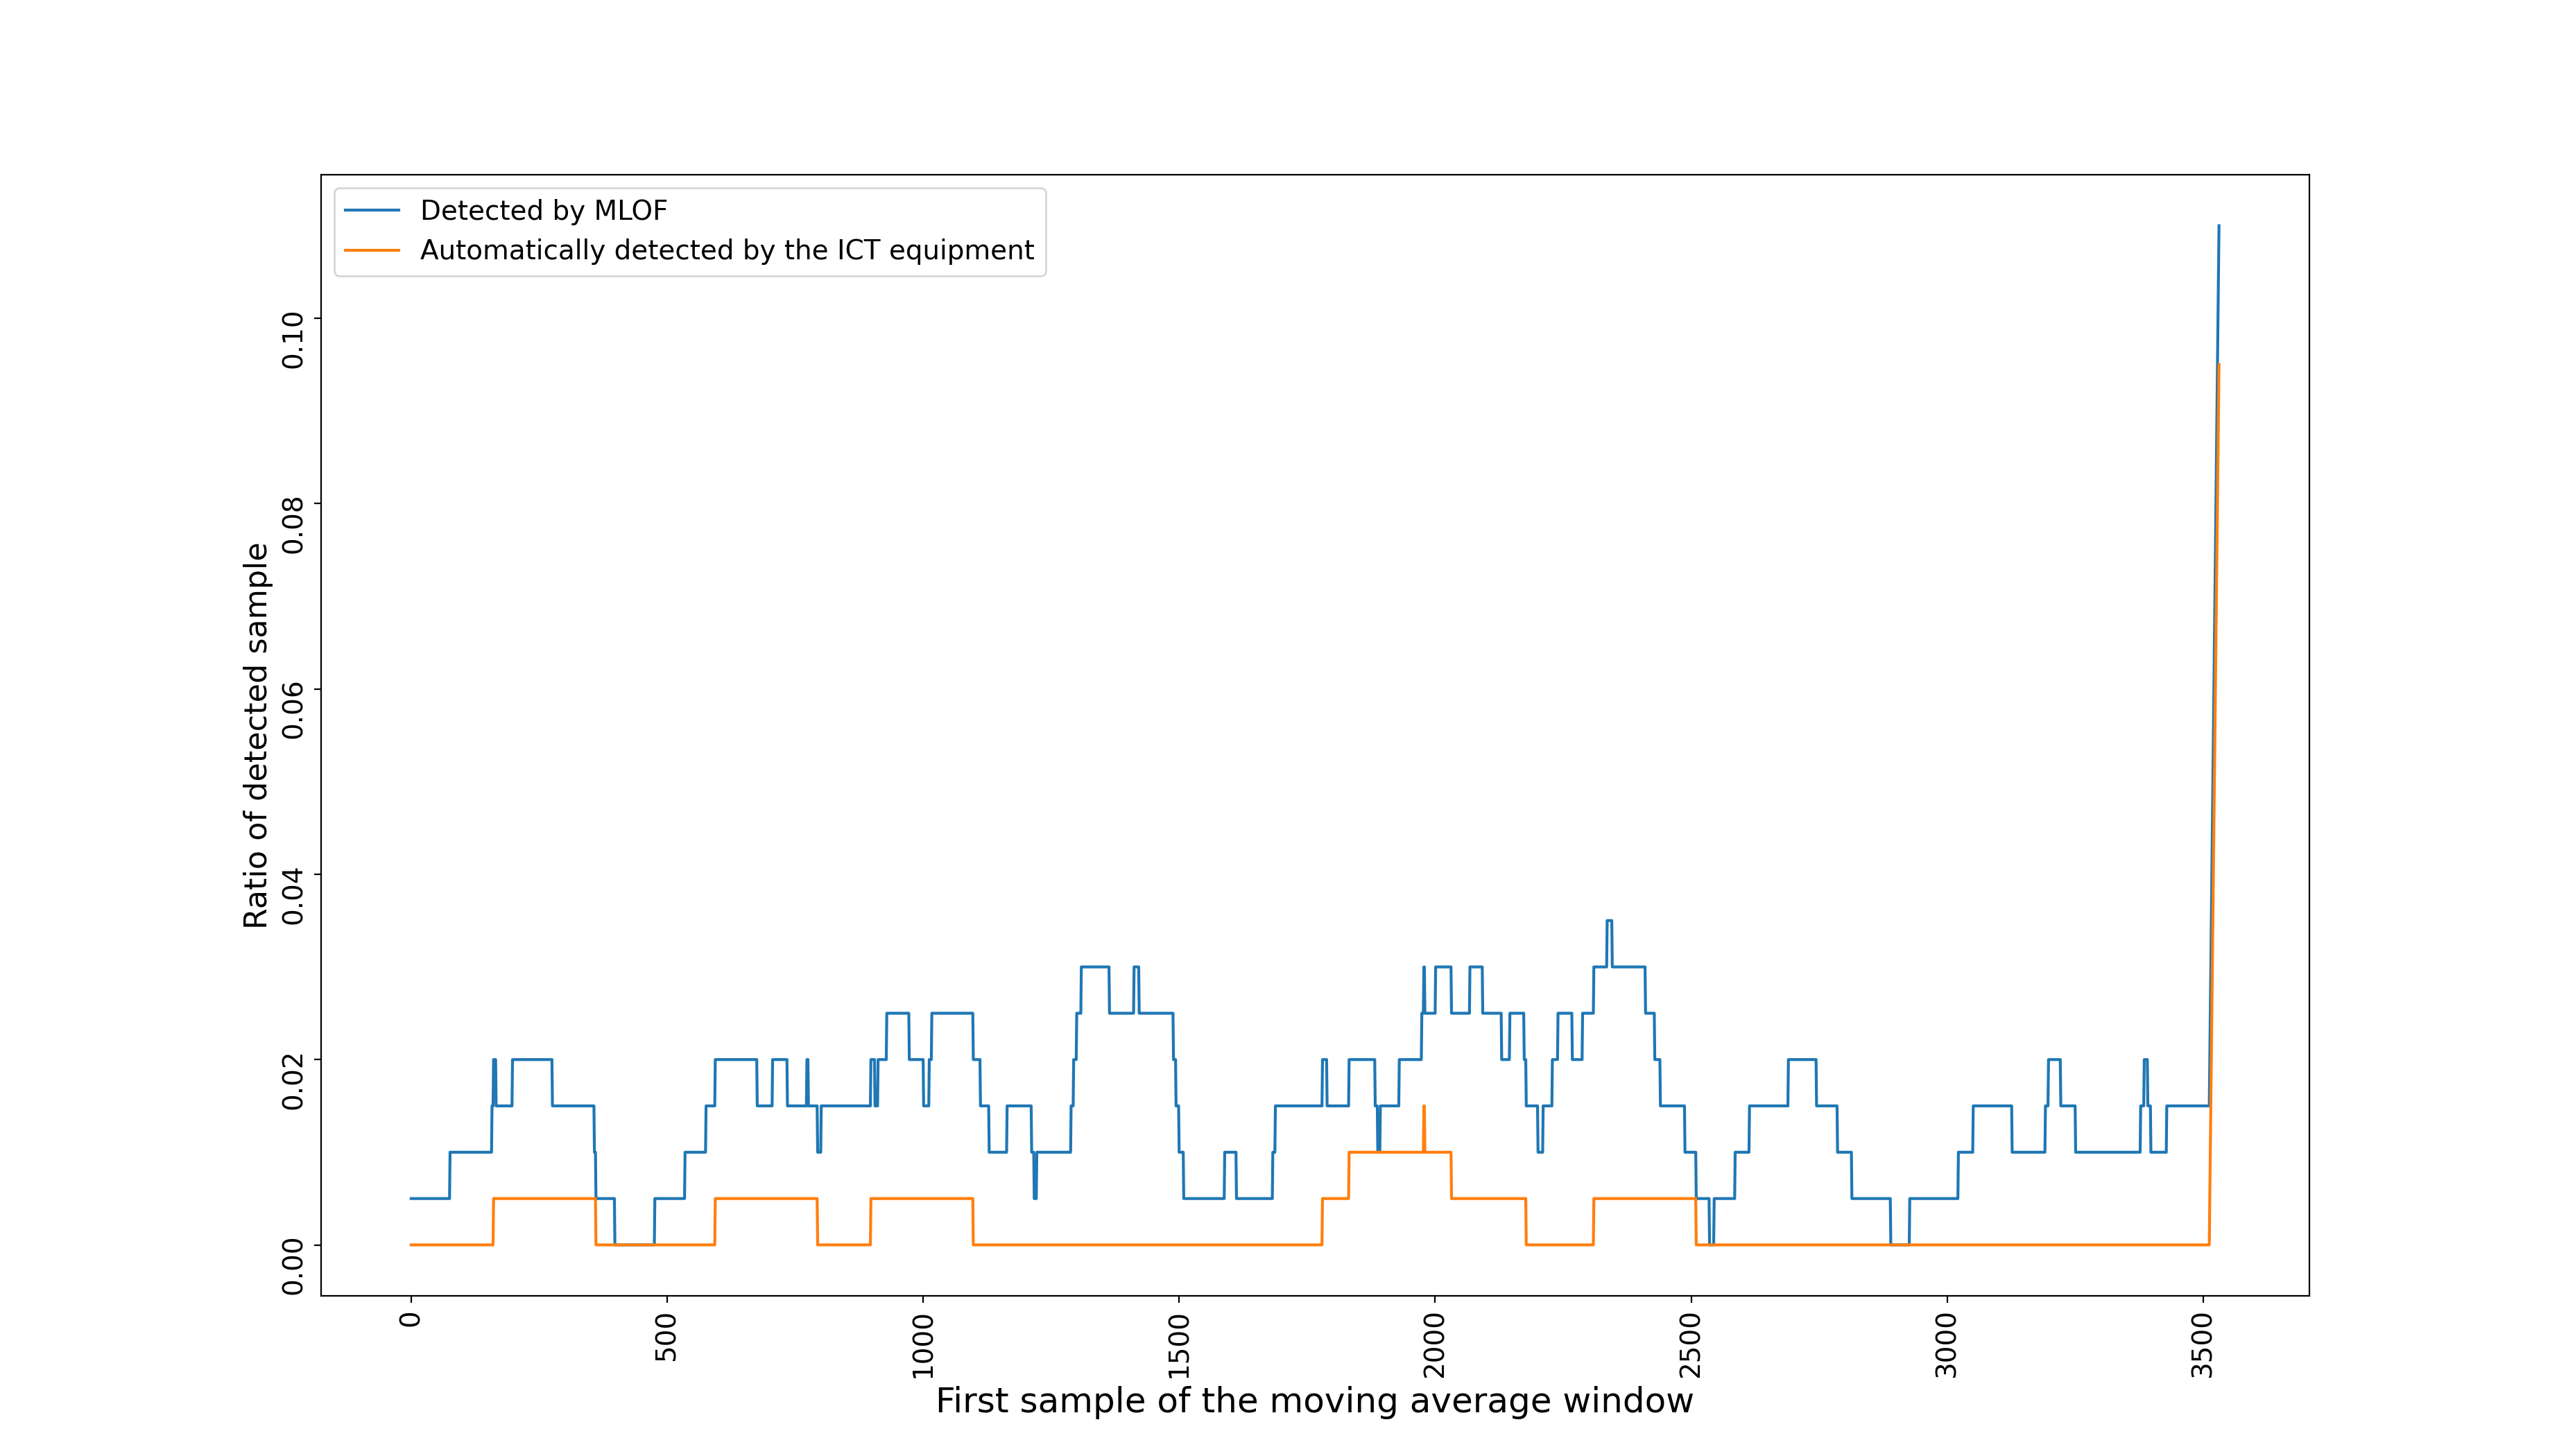 Detected by MLOF
Automatically detected by the ICT equipment
Ratio of detected sample
0.10
0.08
0.06
0.04
0.02
0.00
0 500 1000 1500 2000 2500 3000 3500
First sample of the moving average window